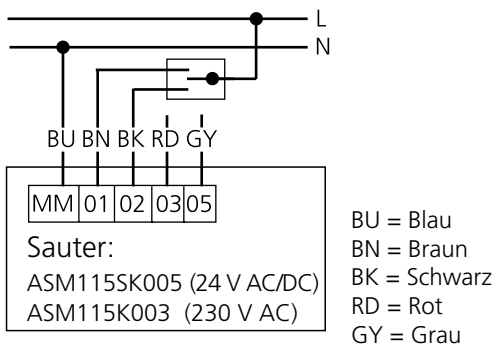 L
N
BU BN BK RD GY
MM 01 02 03 05
Sauter:
ASM115SK005 (24 V AC/DC)
ASM115K003 (230 V AC)
BU = Blau
BN = Braun
BK = Schwarz
RD = Rot
GY = Grau